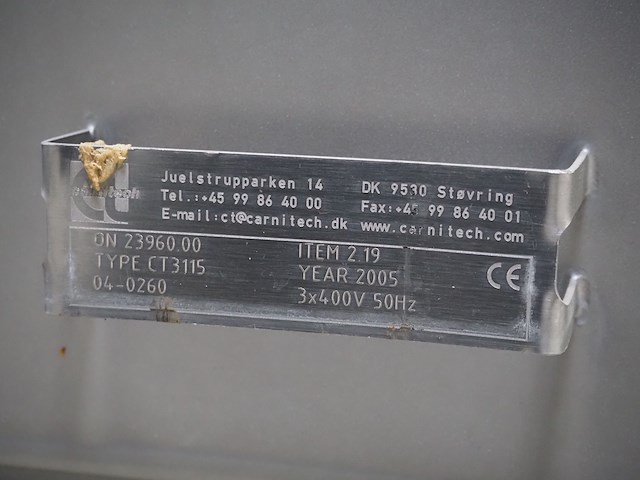 Juelstrupparken 14 DK 9530 Støvring
Tel.:+45 99 86 40 00 Fax:+45 99 86 40 01
E-mail:ct@carnitech.dk www.carnitech.com
ON 23960.00 ITEM 2.19
TYPE CT3115 YEAR 2005 CE
04-0260 3x400V 50Hz